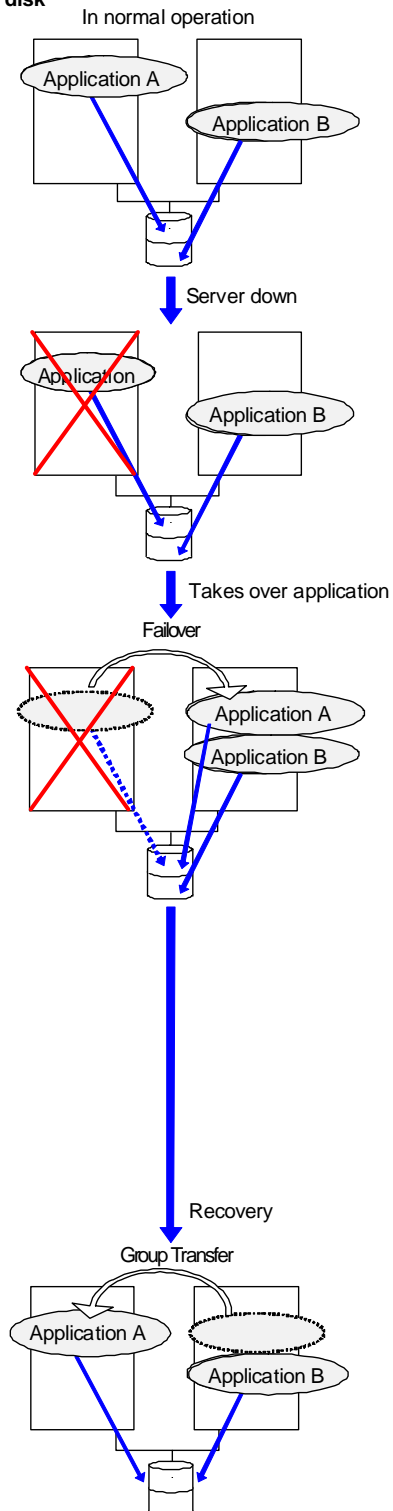 disk
In normal operation
Application A
Application B
Server down
Application
Application B
Takes over application
Failover
Application A
Application B
Recovery
Group Transfer
Application A
Application B